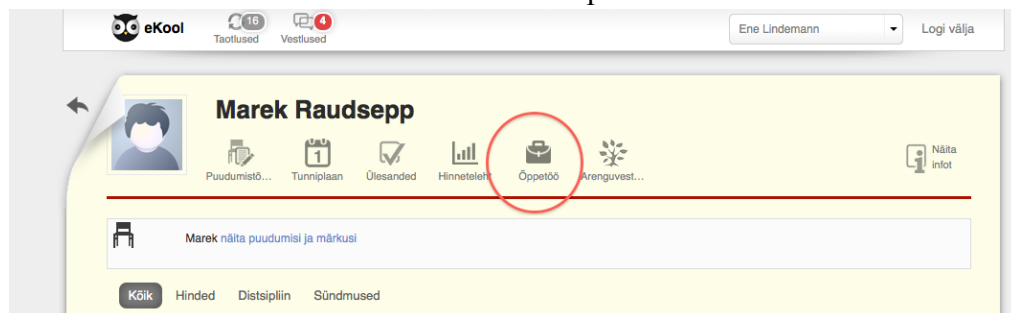 eKool
16
Taotlused
4
Vestlused
Ene Lindemann
Logi välja
Marek Raudsepp
Puudumistõ...
1
Tunniplaan
Ülesanded
Hinneteleht
Õppetöö
Arenguvest...
Näita
infot
Marek näita puudumisi ja märkusi
Kõik
Hinded
Distsipliin
Sündmused